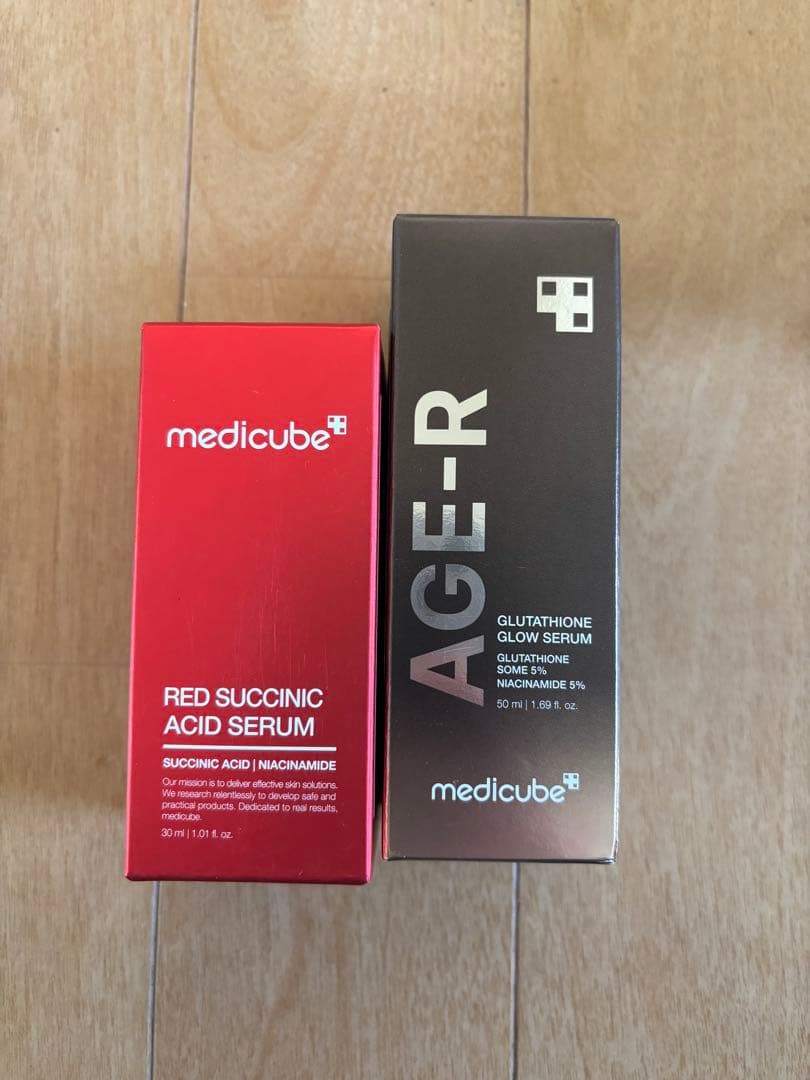 medicube
RED SUCCINIC
ACID SERUM
SUCCINIC ACID | NIACINAMIDE
Our mission is to deliver effective skin solutions.
We research relentlessly to develop safe and
practical products. Dedicated to real results,
medicube.
30 ml | 1.01 fl. oz.
AGE-R
GLUTATHIONE
GLOW SERUM
GLUTATHIONE
SOME 5%
NIACINAMIDE 5%
50 ml | 1.69 fl. oz.
medicube